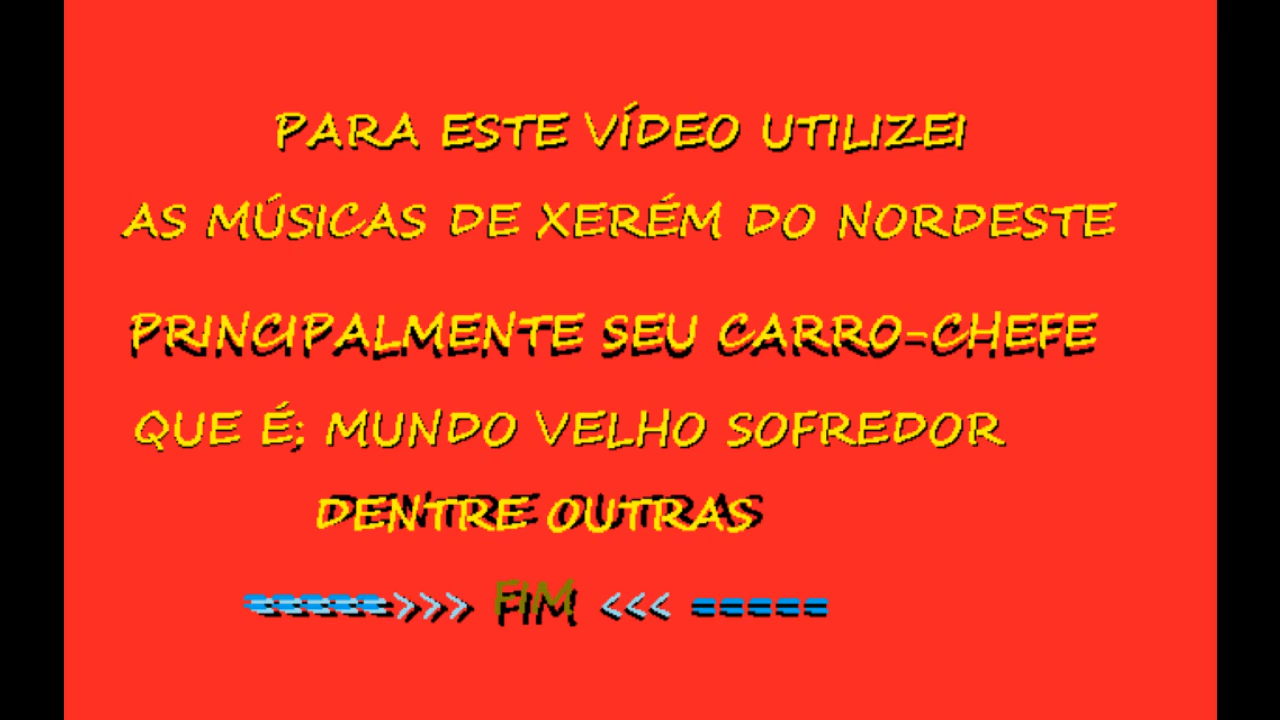 PARA ESTE VÍDEO UTILIZEI
AS MÚSICAS DE XERÉM DO NORDESTE
PRINCIPALMENTE SEU CARRO-CHEFE
QUE É; MUNDO VELHO SOFREDOR
DENTRE OUTRAS
=====>>> FIM <<< =====